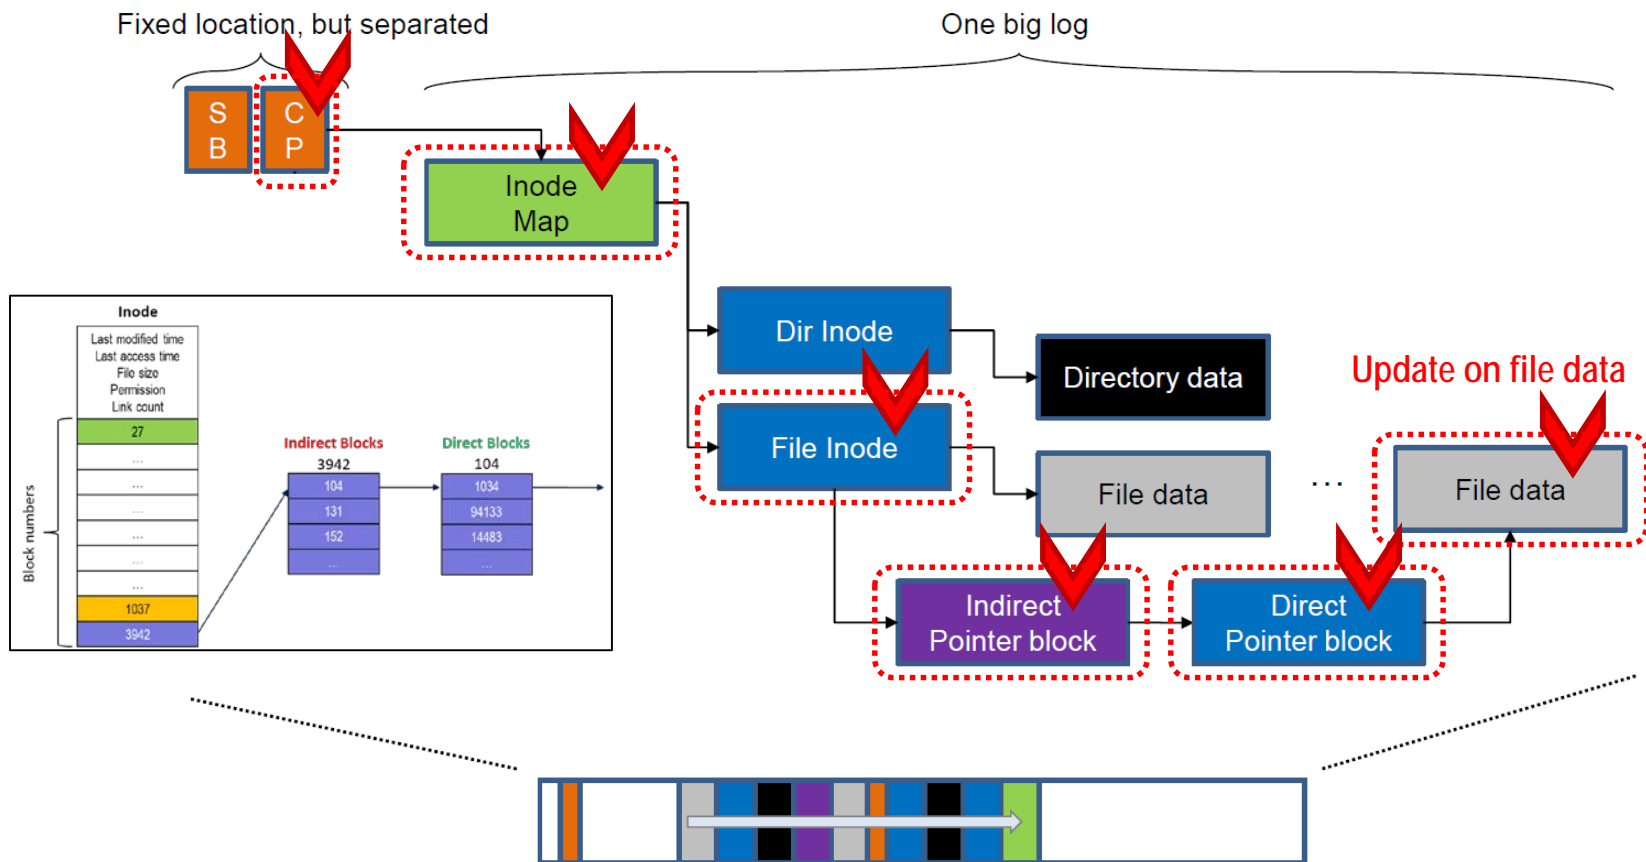 Fixed location, but separated
One big log
S
B
C
P
Inode
Map
Inode
Last modified time
Last access time
File size
Permission
Link count
27
...
...
...
...
...
...
1037
3942
Block numbers
Indirect Blocks
3942
104
131
152
...
Direct Blocks
104
1034
94133
14483
...
Dir Inode
Directory data
Update on file data
File Inode
File data
...
File data
Indirect
Pointer block
Direct
Pointer block